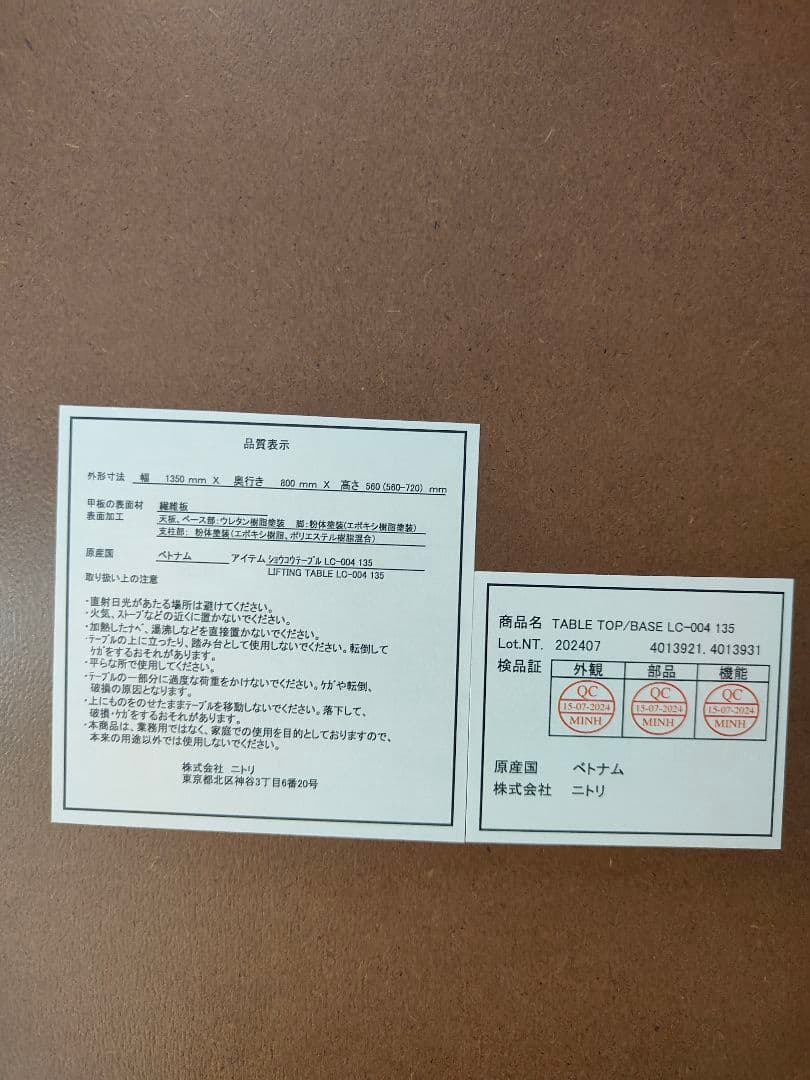 品質表示
外形寸法 幅 1350 mm X 奥行き 800 mm X 高さ 560 (560-720) mm
甲板の表面材 繊維板
表面加工 天板、ベース部:ウレタン樹脂塗装 脚:粉体塗装(エポキシ樹脂塗装)
支柱部: 粉体塗装(エポキシ樹脂、ポリエステル樹脂混合)
原産国 ベトナム アイテム ショウコウテーブル LC-004 135
LIFTING TABLE LC-004 135
取り扱い上の注意
・直射日光があたる場所は避けてください。
・火気、ストーブなどの近くに置かないでください。
・加熱したナベ、湯沸しなどを直接置かないでください。
・テーブルの上に立ったり、踏み台として使用しないでください。転倒して
ケガをするおそれがあります。
・平らな所で使用してください。
・テーブルの一部分に過度な荷重をかけないでください。ケガや転倒、
破損の原因となります。
・上にものをのせたままテーブルを移動しないでください。落下して、
破損・ケガをするおそれがあります。
・本商品は、業務用ではなく、家庭での使用を目的としておりますので、
本来の用途以外では使用しないでください。
株式会社 ニトリ
東京都北区神谷3丁目6番20号
商品名 TABLE TOP/BASE LC-004 135
Lot.NT. 202407 4013921. 4013931
検品証 外観 部品 機能
QC QC QC
15-07-2024 15-07-2024 15-07-2024
MINH MINH MINH
原産国 ベトナム
株式会社 ニトリ